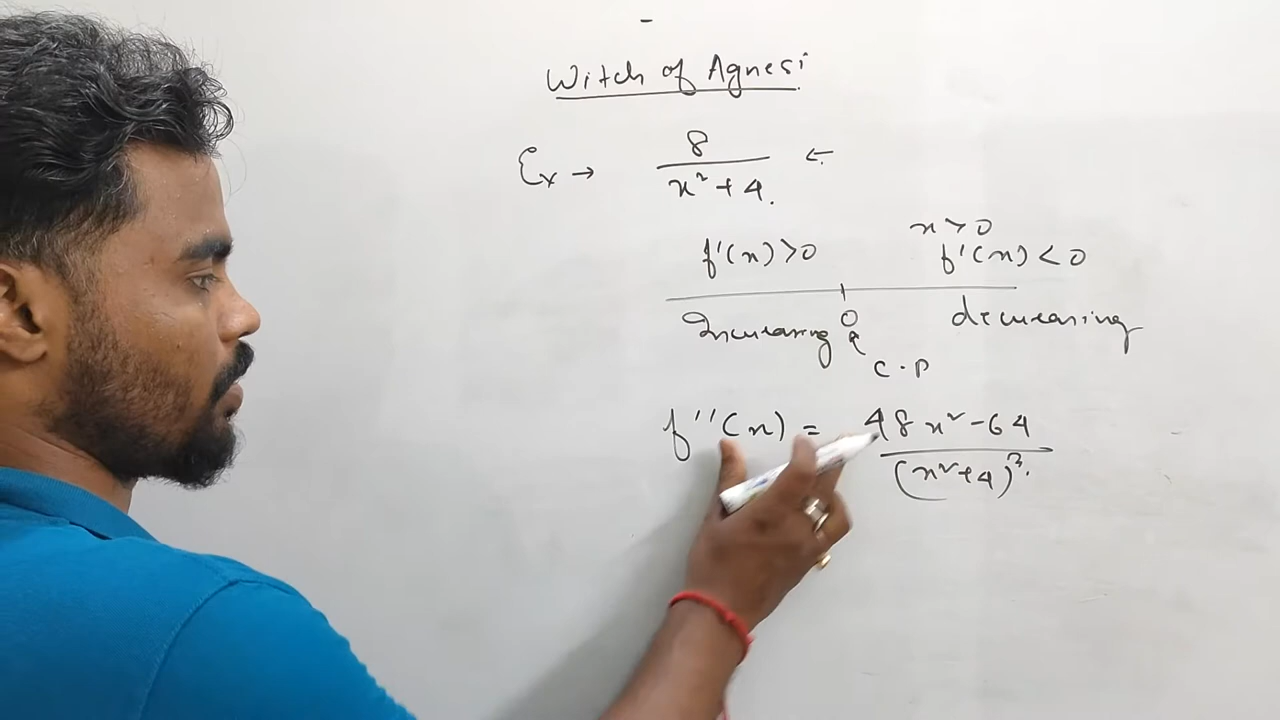 Witch of Agnesi
Ex → 8 / x² + 4. ←
x > 0
f'(x) > 0 f'(x) < 0
Increasing 0 decreasing
C.P
f''(x) = 48x² - 64 / (x² + 4)³.